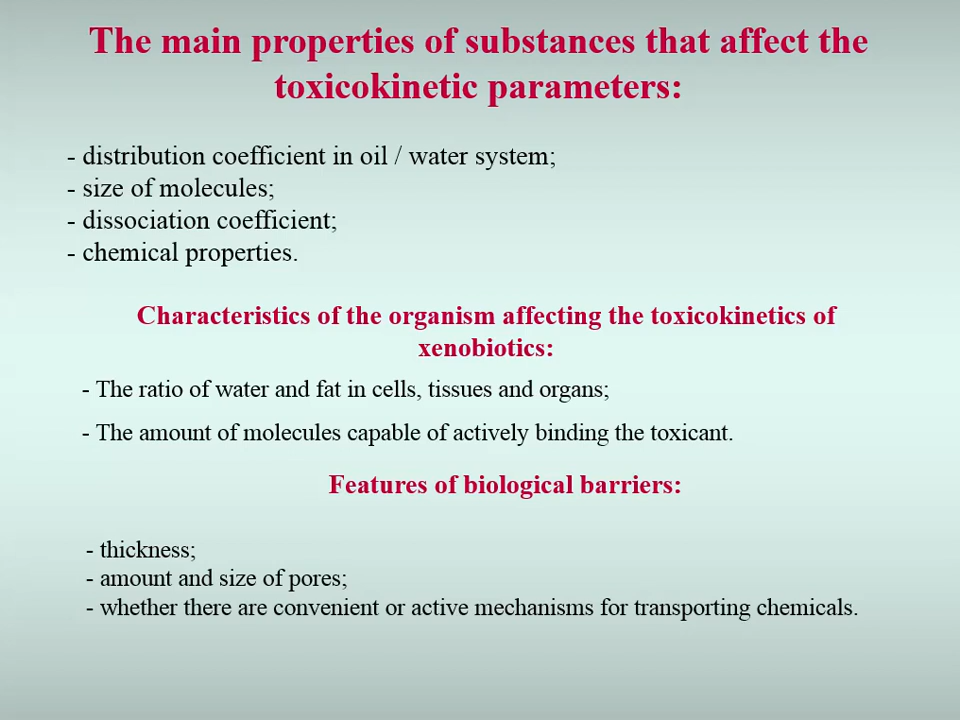 The main properties of substances that affect the
toxicokinetic parameters:
- distribution coefficient in oil / water system;
- size of molecules;
- dissociation coefficient;
- chemical properties.
Characteristics of the organism affecting the toxicokinetics of
xenobiotics:
- The ratio of water and fat in cells, tissues and organs;
- The amount of molecules capable of actively binding the toxicant.
Features of biological barriers:
- thickness;
- amount and size of pores;
- whether there are convenient or active mechanisms for transporting chemicals.